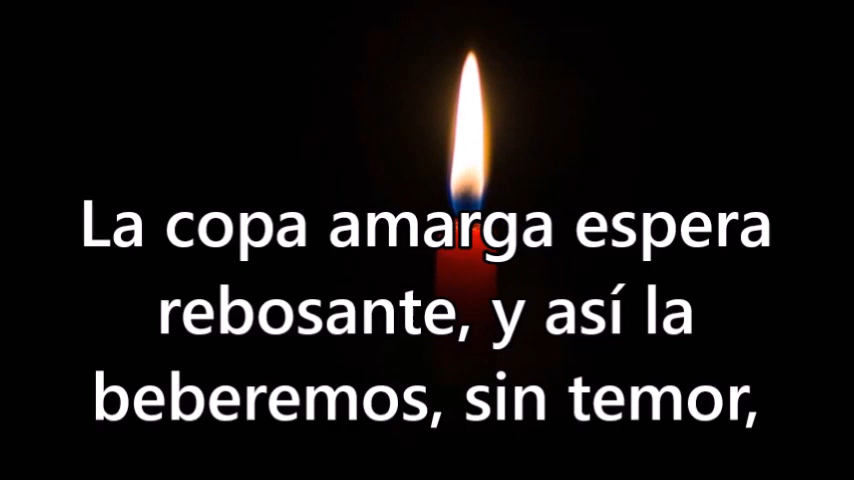 La copa amarga espera
rebosante, y así la
beberemos, sin temor,